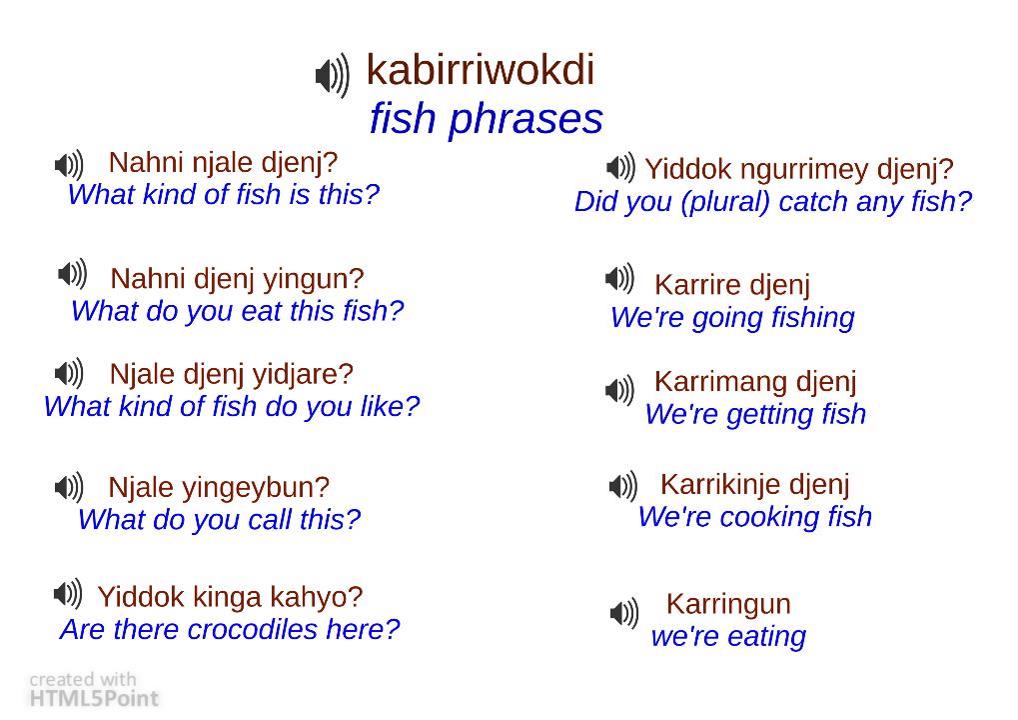 kabirriwokdi
fish phrases
Nahni njale djenj?
What kind of fish is this?
Nahni djenj yingun?
What do you eat this fish?
Njale djenj yidjare?
What kind of fish do you like?
Njale yingeybun?
What do you call this?
Yiddok kinga kahyo?
Are there crocodiles here?
Yiddok ngurrimey djenj?
Did you (plural) catch any fish?
Karrire djenj
We're going fishing
Karrimang djenj
We're getting fish
Karrikinje djenj
We're cooking fish
Karringun
we're eating
created with
HTML5Point